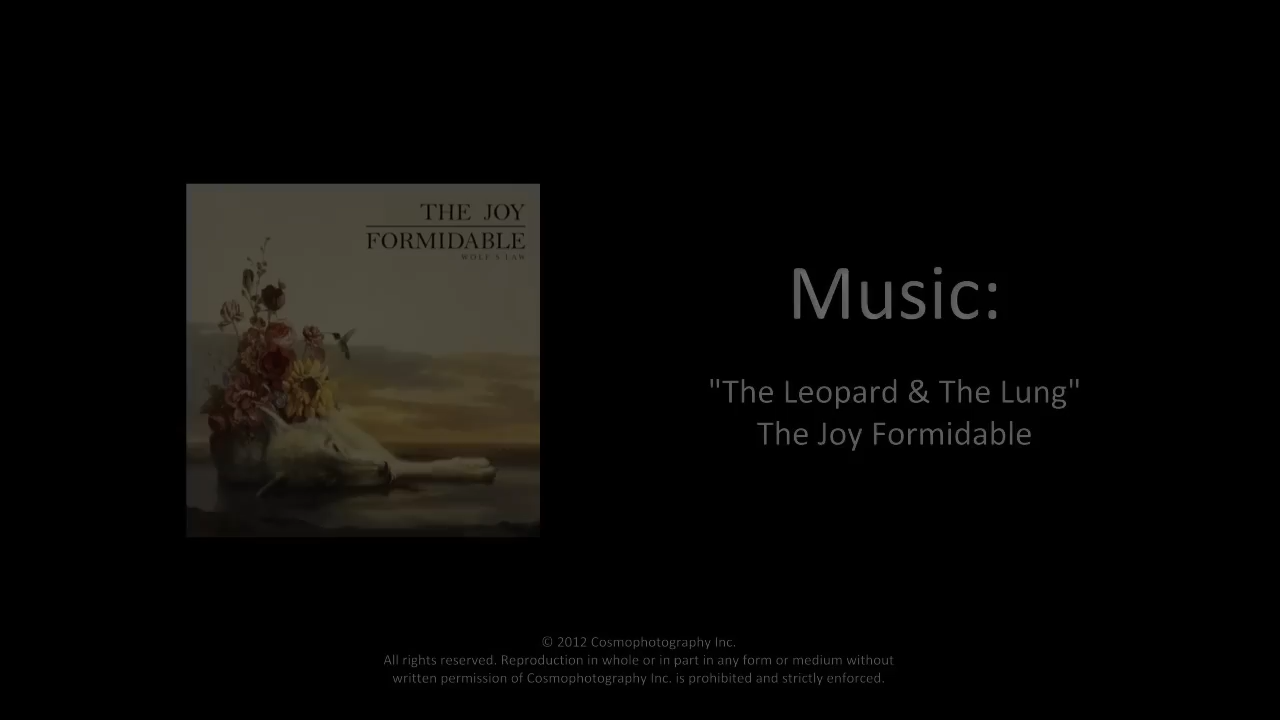 THE JOY
FORMIDABLE
WOLF'S LAW
Music:
"The Leopard & The Lung"
The Joy Formidable
© 2012 Cosmophotography Inc.
All rights reserved. Reproduction in whole or in part in any form or medium without
written permission of Cosmophotography Inc. is prohibited and strictly enforced.